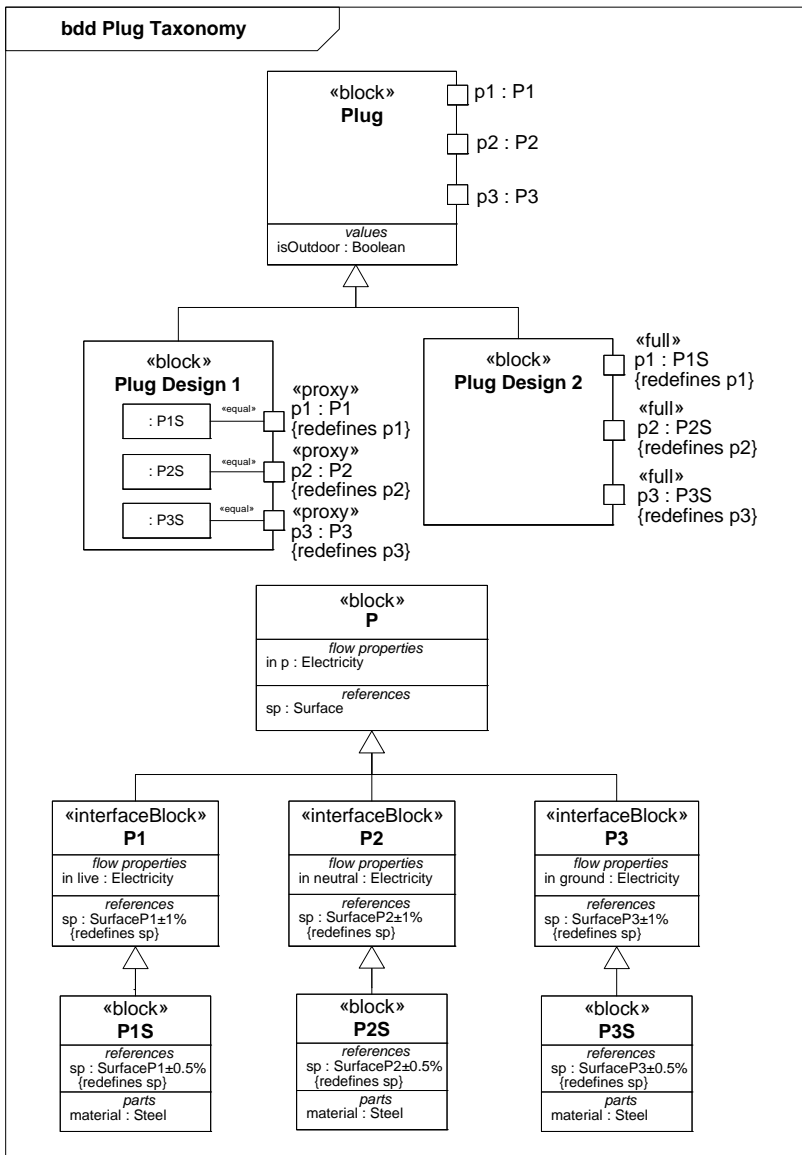 bdd Plug Taxonomy
«block»
Plug
p1 : P1
p2 : P2
p3 : P3
values
isOutdoor : Boolean
«block»
Plug Design 1
: P1S
«equal»
«proxy»
p1 : P1
{redefines p1}
: P2S
«equal»
«proxy»
p2 : P2
{redefines p2}
: P3S
«equal»
«proxy»
p3 : P3
{redefines p3}
«block»
Plug Design 2
«full»
p1 : P1S
{redefines p1}
«full»
p2 : P2S
{redefines p2}
«full»
p3 : P3S
{redefines p3}
«block»
P
flow properties
in p : Electricity
references
sp : Surface
«interfaceBlock»
P1
flow properties
in live : Electricity
references
sp : SurfaceP1±1%
{redefines sp}
«interfaceBlock»
P2
flow properties
in neutral : Electricity
references
sp : SurfaceP2±1%
{redefines sp}
«interfaceBlock»
P3
flow properties
in ground : Electricity
references
sp : SurfaceP3±1%
{redefines sp}
«block»
P1S
references
sp : SurfaceP1±0.5%
{redefines sp}
parts
material : Steel
«block»
P2S
references
sp : SurfaceP2±0.5%
{redefines sp}
parts
material : Steel
«block»
P3S
references
sp : SurfaceP3±0.5%
{redefines sp}
parts
material : Steel